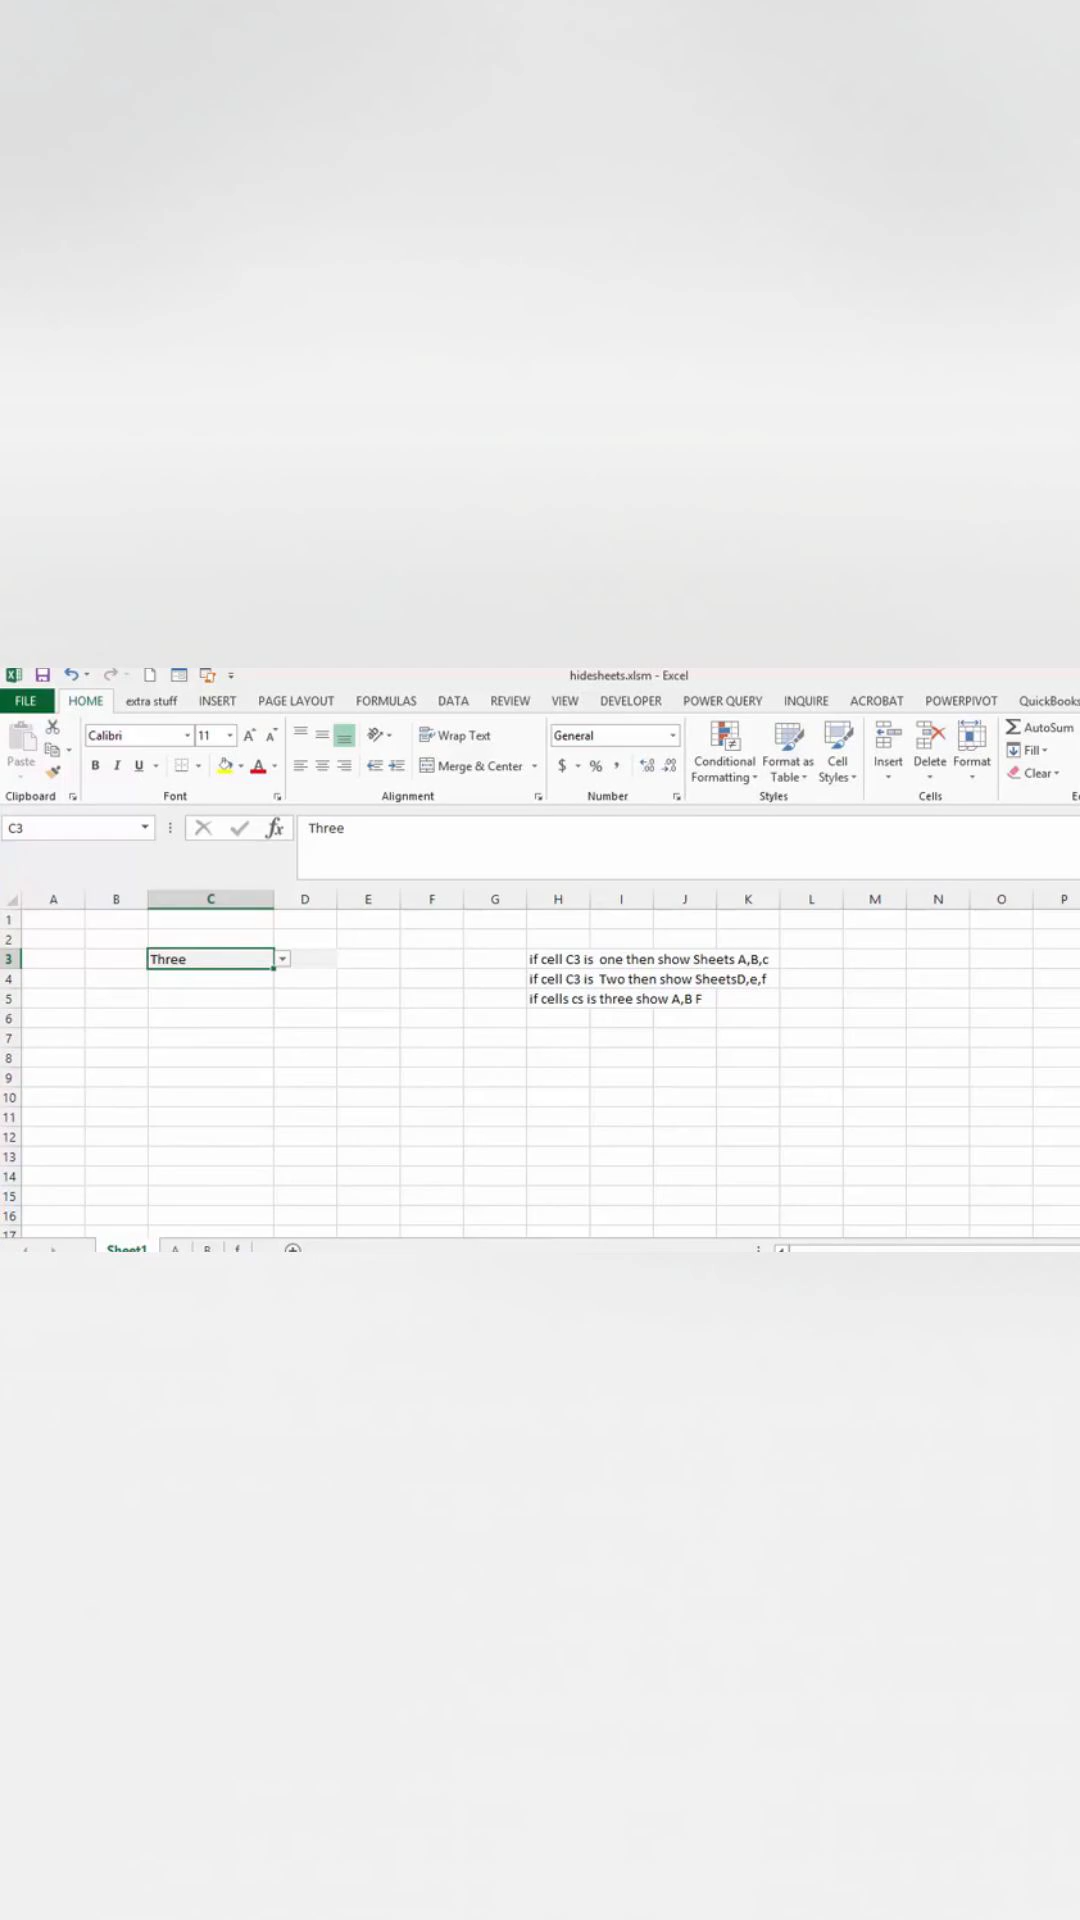 hidesheets.xlsm - Excel
FILE HOME extra stuff INSERT PAGE LAYOUT FORMULAS DATA REVIEW VIEW DEVELOPER POWER QUERY INQUIRE ACROBAT POWERPIVOT QuickBooks
Calibri 11 Wrap Text General AutoSum
Paste B I U A Merge & Center $ % Conditional Formatting Format as Table Cell Styles Insert Delete Format Fill Clear
Clipboard Font Alignment Number Styles Cells
C3 fx Three
A B C D E F G H I J K L M N O P
1
2
3 Three if cell C3 is one then show Sheets A,B,c
4 if cell C3 is Two then show SheetsD,e,f
5 if cells cs is three show A,B F
6
7
8
9
10
11
12
13
14
15
16
17
Sheet1 A B f